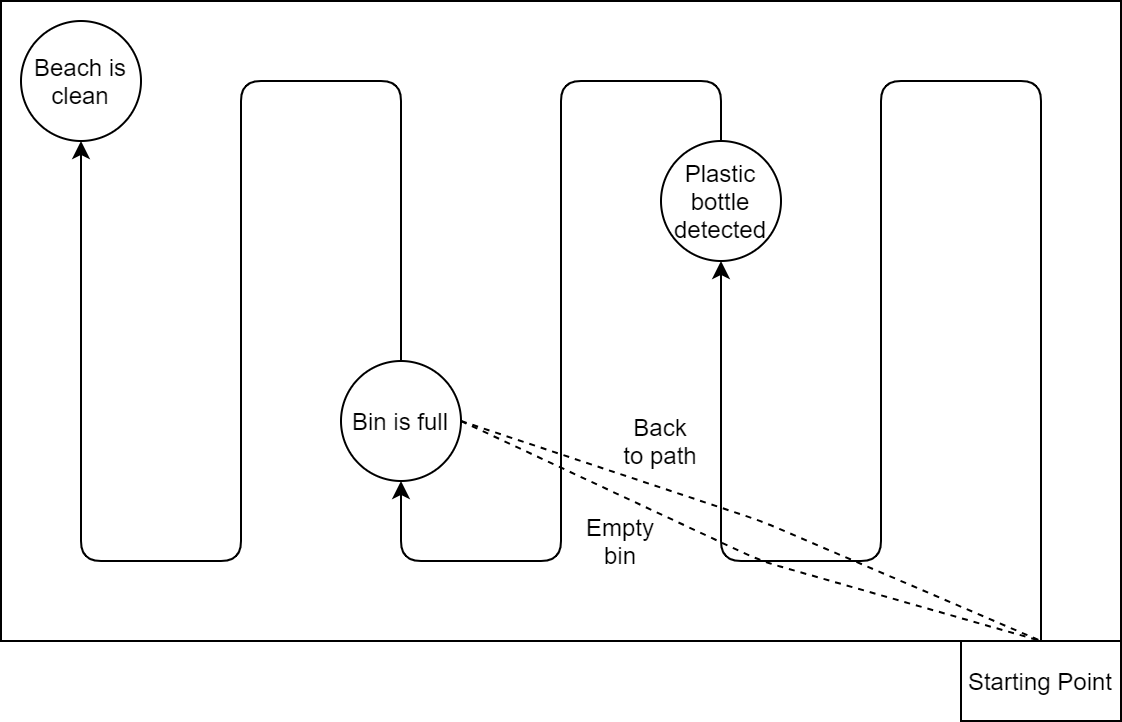 Beach is
clean
Plastic
bottle
detected
Bin is full
Back
to path
Empty
bin
Starting Point